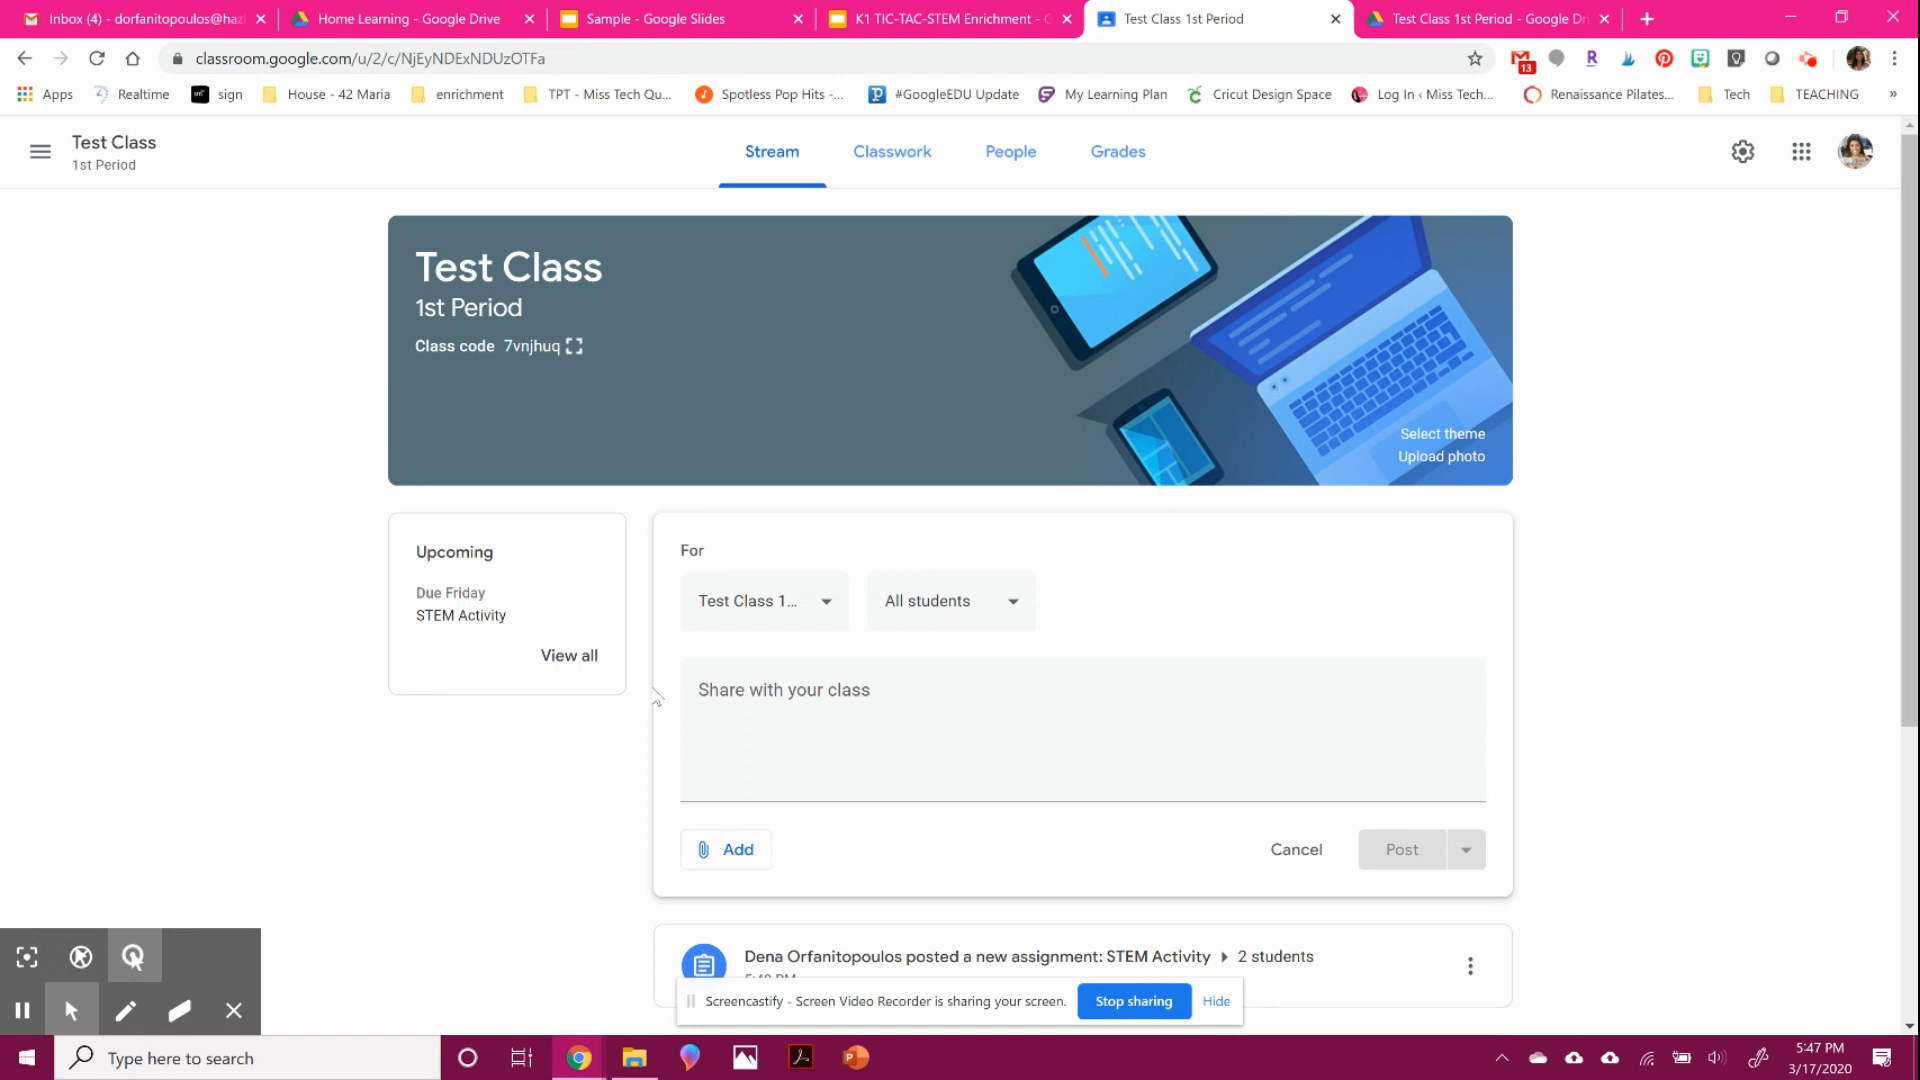 Inbox (4) - dorfanitopoulos@haz
Home Learning - Google Drive
Sample - Google Slides
K1 TIC-TAC-STEM Enrichment - G
Test Class 1st Period
Test Class 1st Period - Google Dri
classroom.google.com/u/2/c/NjEyNDExNDUzOTFa
13
Apps
Realtime
sign
House - 42 Maria
enrichment
TPT - Miss Tech Qu...
Spotless Pop Hits -...
#GoogleEDU Update
My Learning Plan
Cricut Design Space
Log In ‹ Miss Tech...
Renaissance Pilates...
Tech
TEACHING
»
Test Class
1st Period
Stream
Classwork
People
Grades
Test Class
1st Period
Class code 7vnjhuq
Select theme
Upload photo
Upcoming
Due Friday
STEM Activity
View all
For
Test Class 1...
All students
Share with your class
Add
Cancel
Post
Dena Orfanitopoulos posted a new assignment: STEM Activity
2 students
Screencastify - Screen Video Recorder is sharing your screen.
Stop sharing
Hide
Type here to search
5:47 PM
3/17/2020